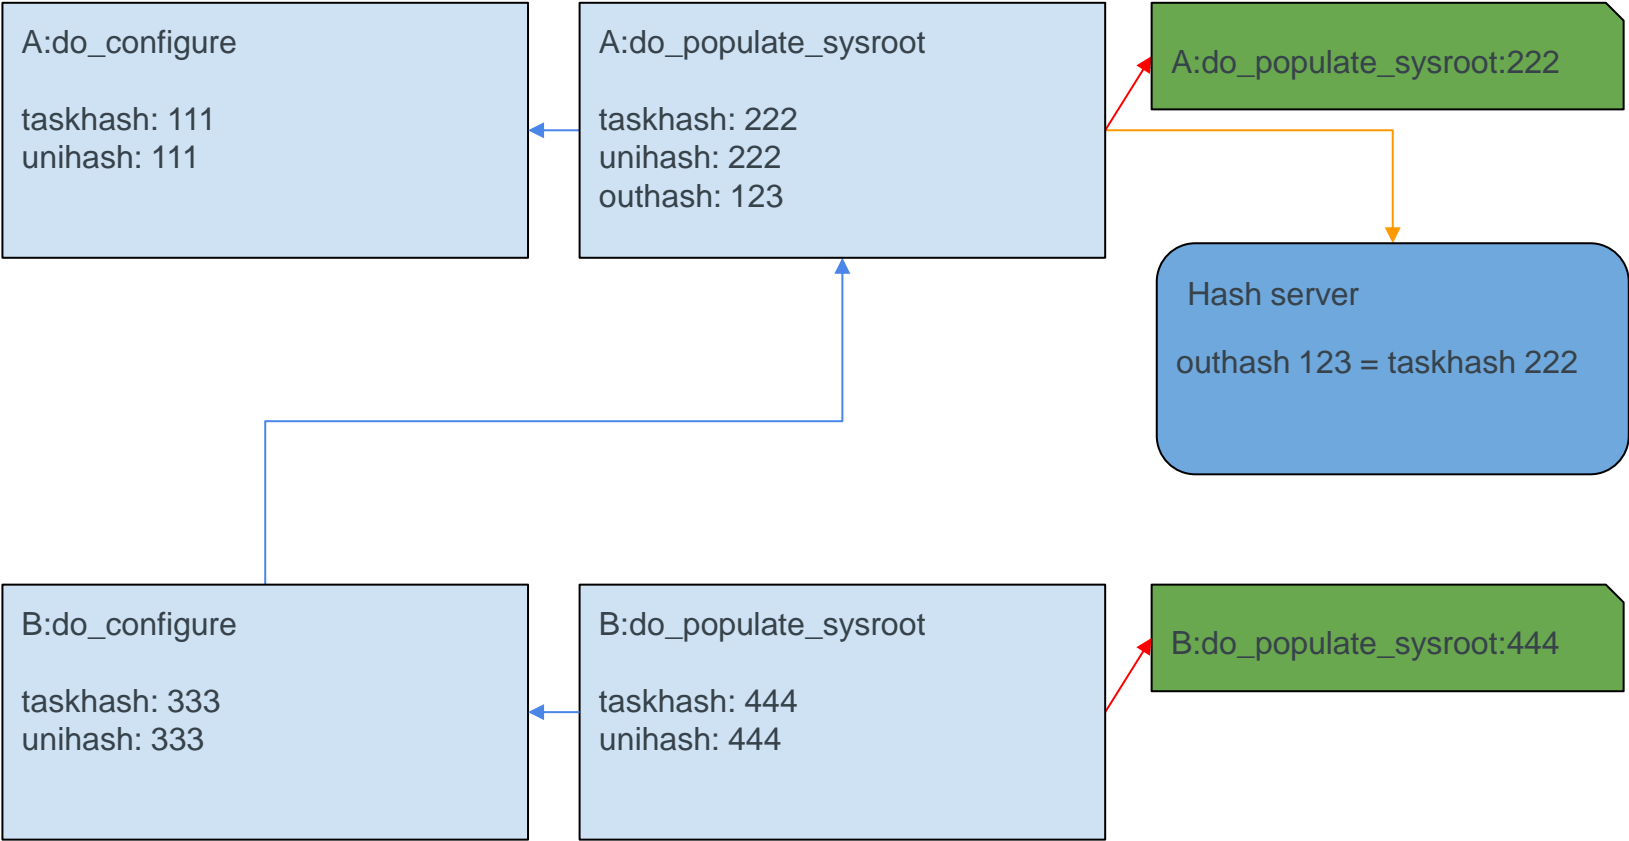 A:do_configure
taskhash: 111
unihash: 111
A:do_populate_sysroot
taskhash: 222
unihash: 222
outhash: 123
A:do_populate_sysroot:222
Hash server
outhash 123 = taskhash 222
B:do_configure
taskhash: 333
unihash: 333
B:do_populate_sysroot
taskhash: 444
unihash: 444
B:do_populate_sysroot:444